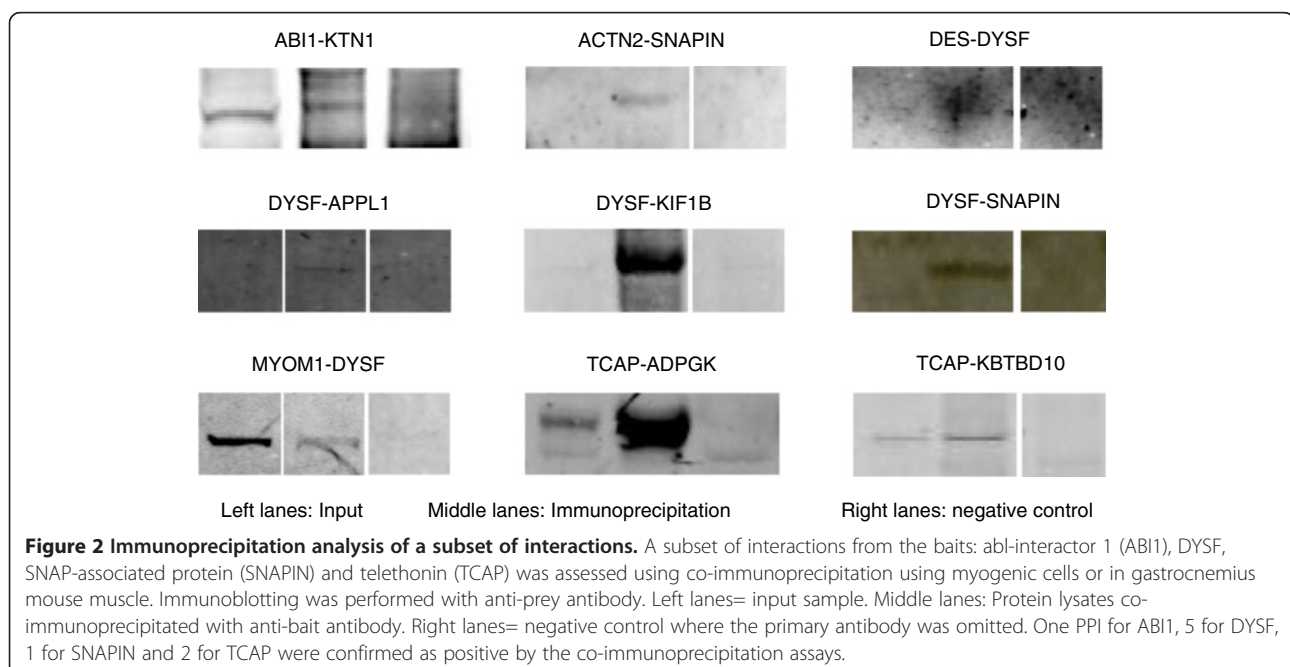 ABI1-KTN1 ACTN2-SNAPIN DES-DYSF
DYSF-APPL1 DYSF-KIF1B DYSF-SNAPIN
MYOM1-DYSF TCAP-ADPGK TCAP-KBTBD10
Left lanes: Input Middle lanes: Immunoprecipitation Right lanes: negative control
Figure 2 Immunoprecipitation analysis of a subset of interactions. A subset of interactions from the baits: abl-interactor 1 (ABI1), DYSF,
SNAP-associated protein (SNAPIN) and telethonin (TCAP) was assessed using co-immunoprecipitation using myogenic cells or in gastrocnemius
mouse muscle. Immunoblotting was performed with anti-prey antibody. Left lanes= input sample. Middle lanes: Protein lysates co-
immunoprecipitated with anti-bait antibody. Right lanes= negative control where the primary antibody was omitted. One PPI for ABI1, 5 for DYSF,
1 for SNAPIN and 2 for TCAP were confirmed as positive by the co-immunoprecipitation assays.